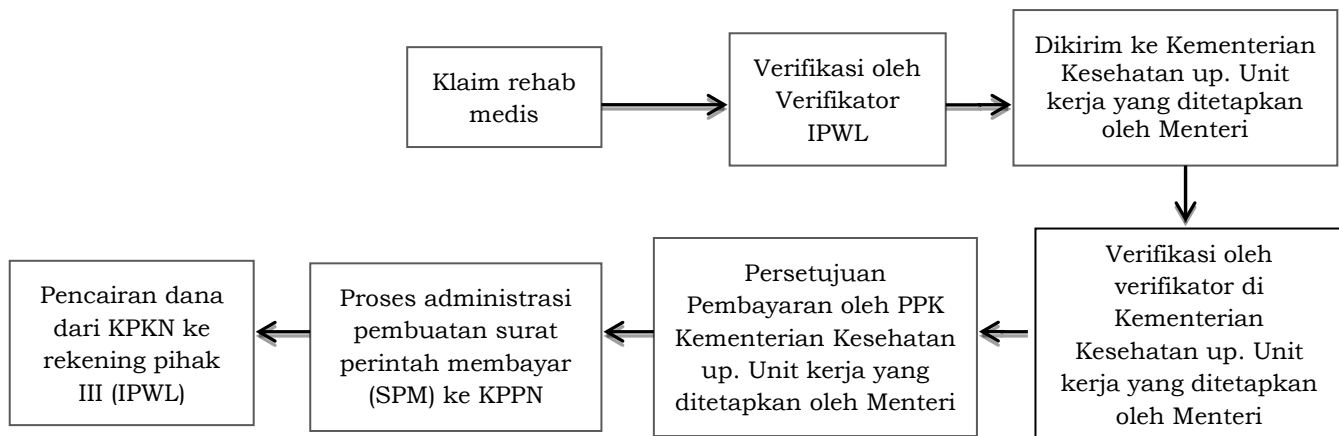 Klaim rehab
medis
Verifikasi oleh
Verifikator
IPWL
Dikirim ke Kementerian
Kesehatan up. Unit
kerja yang ditetapkan
oleh Menteri
Verifikasi oleh
verifikator di
Kementerian
Kesehatan up. Unit
kerja yang ditetapkan
oleh Menteri
Persetujuan
Pembayaran oleh PPK
Kementerian Kesehatan
up. Unit kerja yang
ditetapkan oleh Menteri
Proses administrasi
pembuatan surat
perintah membayar
(SPM) ke KPPN
Pencairan dana
dari KPKN ke
rekening pihak
III (IPWL)